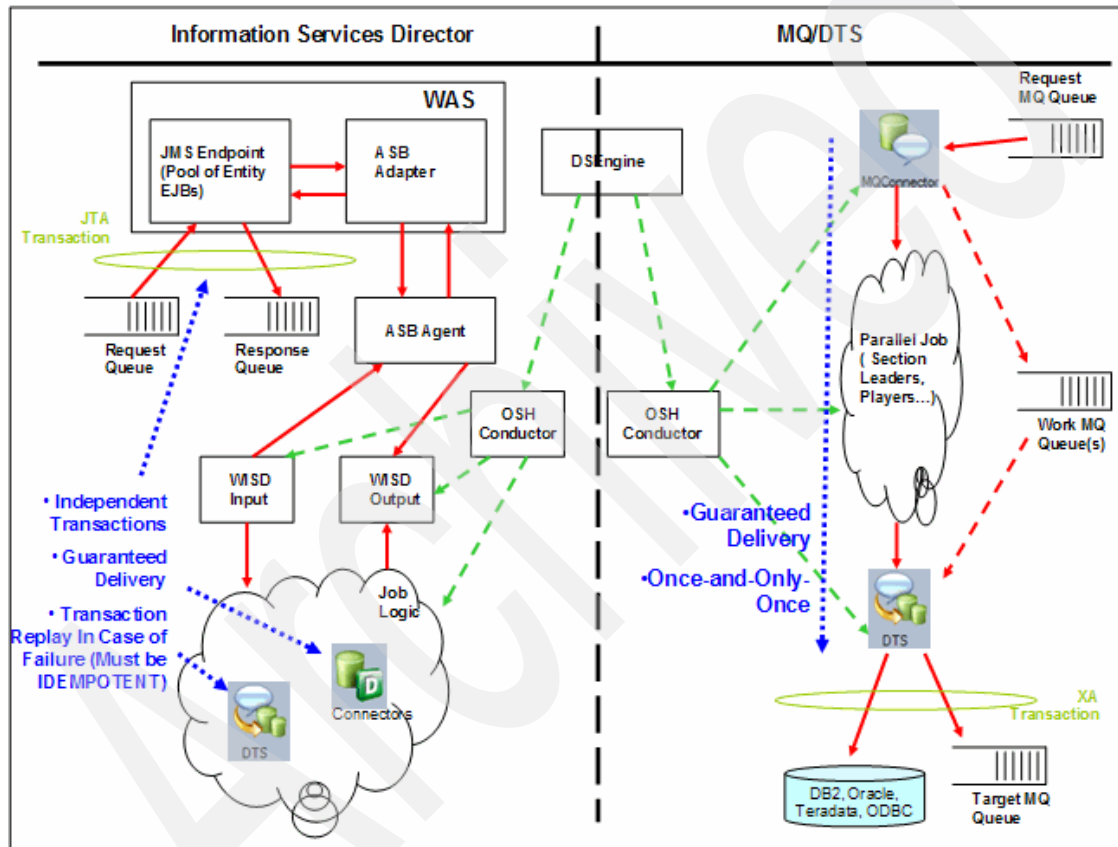 Information Services Director
MQ/DTS
WAS
JMS Endpoint
(Pool of Entity
EJBs)
ASB
Adapter
JTA
Transaction
Request
Queue
Response
Queue
ASB Agent
DSEngine
OSH
Conductor
WISD
Input
WISD
Output
• Independent
Transactions
• Guaranteed
Delivery
• Transaction
Replay In Case of
Failure (Must be
IDEMPOTENT)
Job
Logic
Connectors
DTS
Request
MQ Queue
MQConnector
Parallel Job
( Section
Leaders,
Players...)
OSH
Conductor
Work MQ
Queue(s)
•Guaranteed
Delivery
•Once-and-Only-
Once
DTS
XA
Transaction
DB2, Oracle,
Teradata, ODBC
Target MQ
Queue
Archived